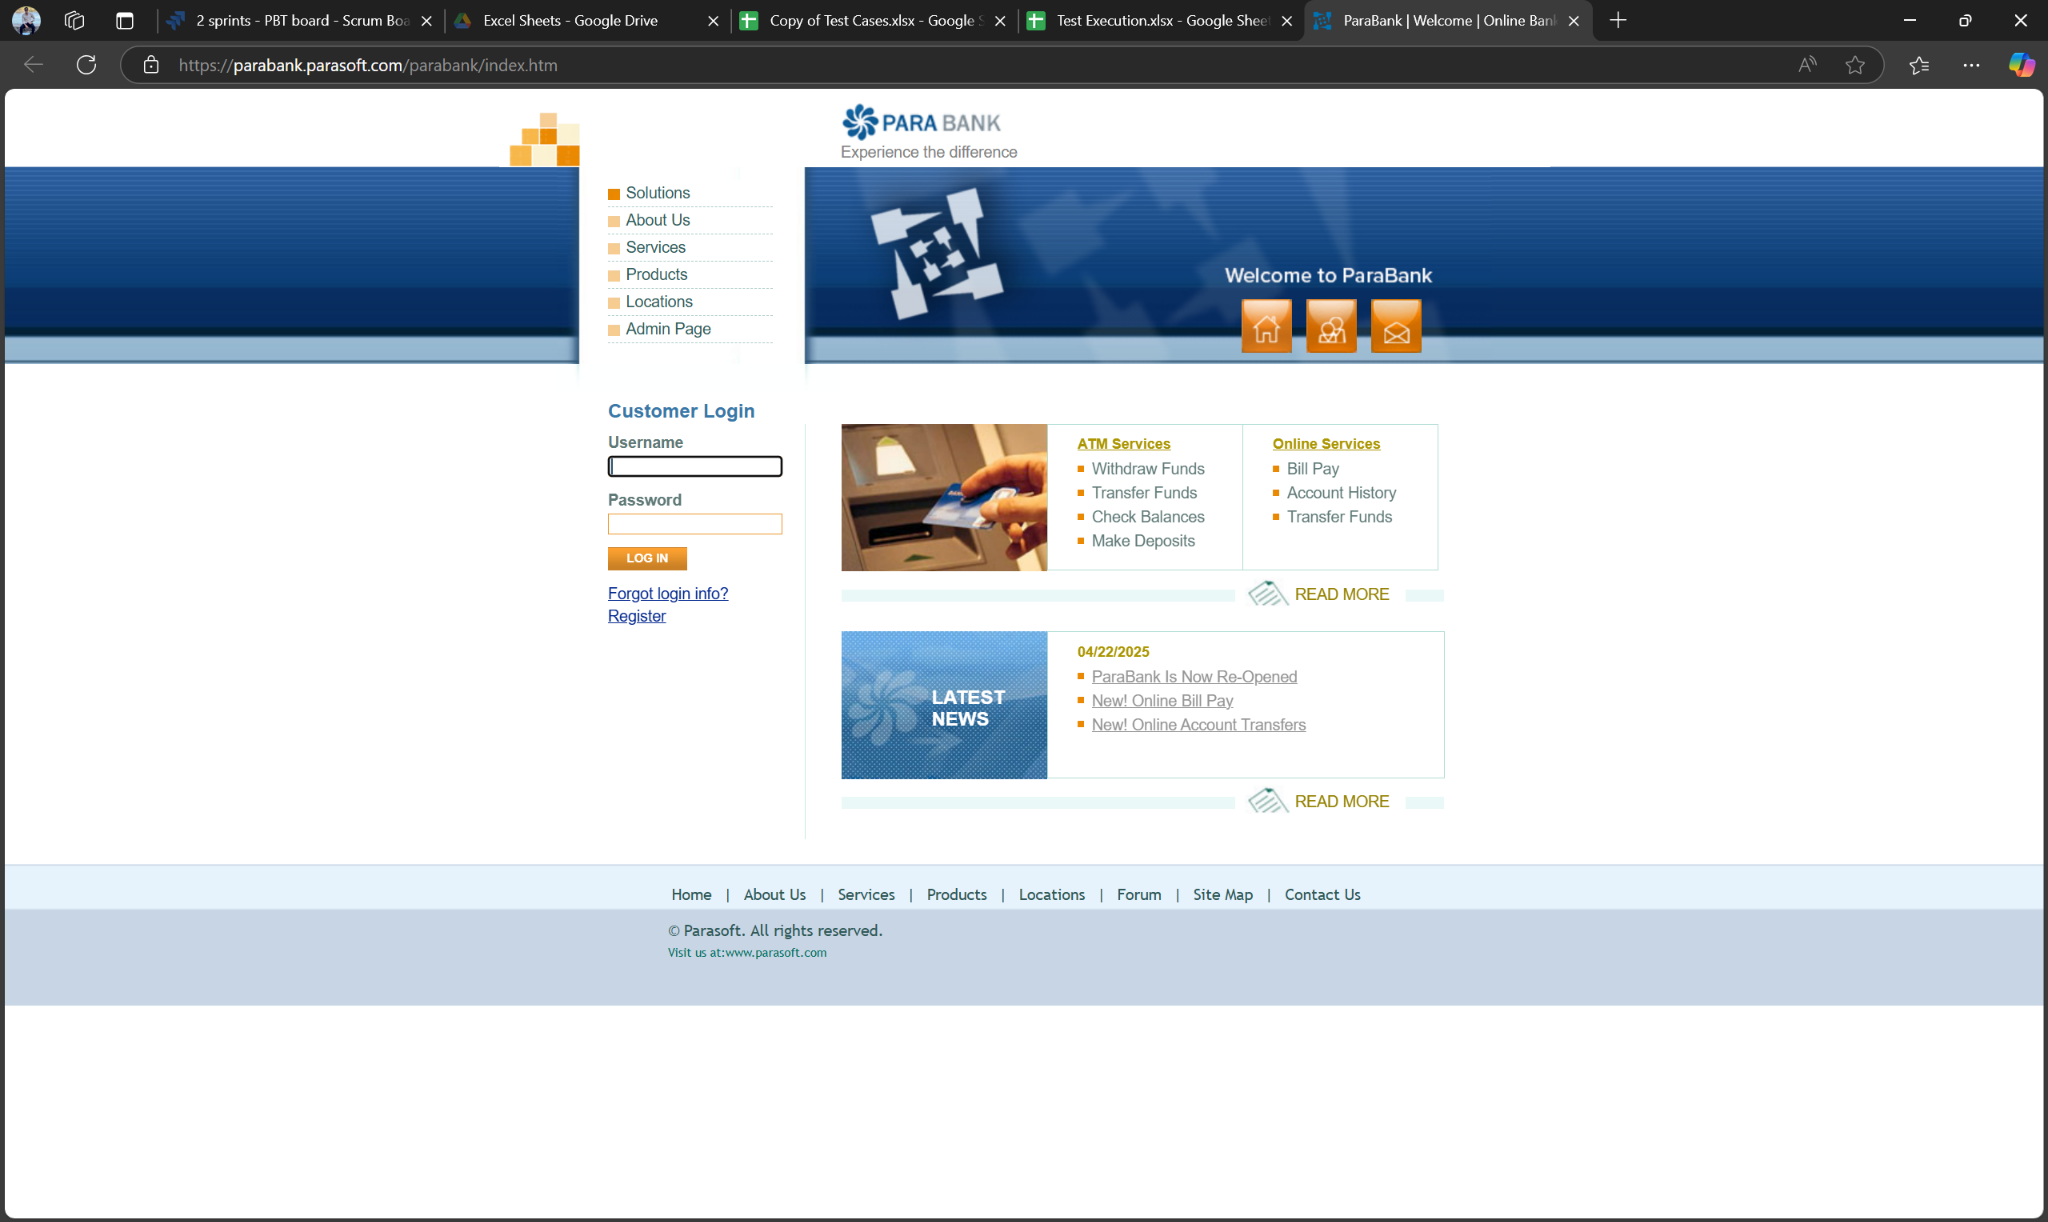 2 sprints - PBT board - Scrum Boa
Excel Sheets - Google Drive
Copy of Test Cases.xlsx - Google S
Test Execution.xlsx - Google Sheet
ParaBank | Welcome | Online Bank
https://parabank.parasoft.com/parabank/index.htm
PARA BANK
Experience the difference
Solutions
About Us
Services
Products
Locations
Admin Page
Welcome to ParaBank
Customer Login
Username
Password
LOG IN
Forgot login info?
Register
ATM Services
Withdraw Funds
Transfer Funds
Check Balances
Make Deposits
Online Services
Bill Pay
Account History
Transfer Funds
READ MORE
LATEST
NEWS
04/22/2025
ParaBank Is Now Re-Opened
New! Online Bill Pay
New! Online Account Transfers
READ MORE
Home | About Us | Services | Products | Locations | Forum | Site Map | Contact Us
© Parasoft. All rights reserved.
Visit us at:www.parasoft.com